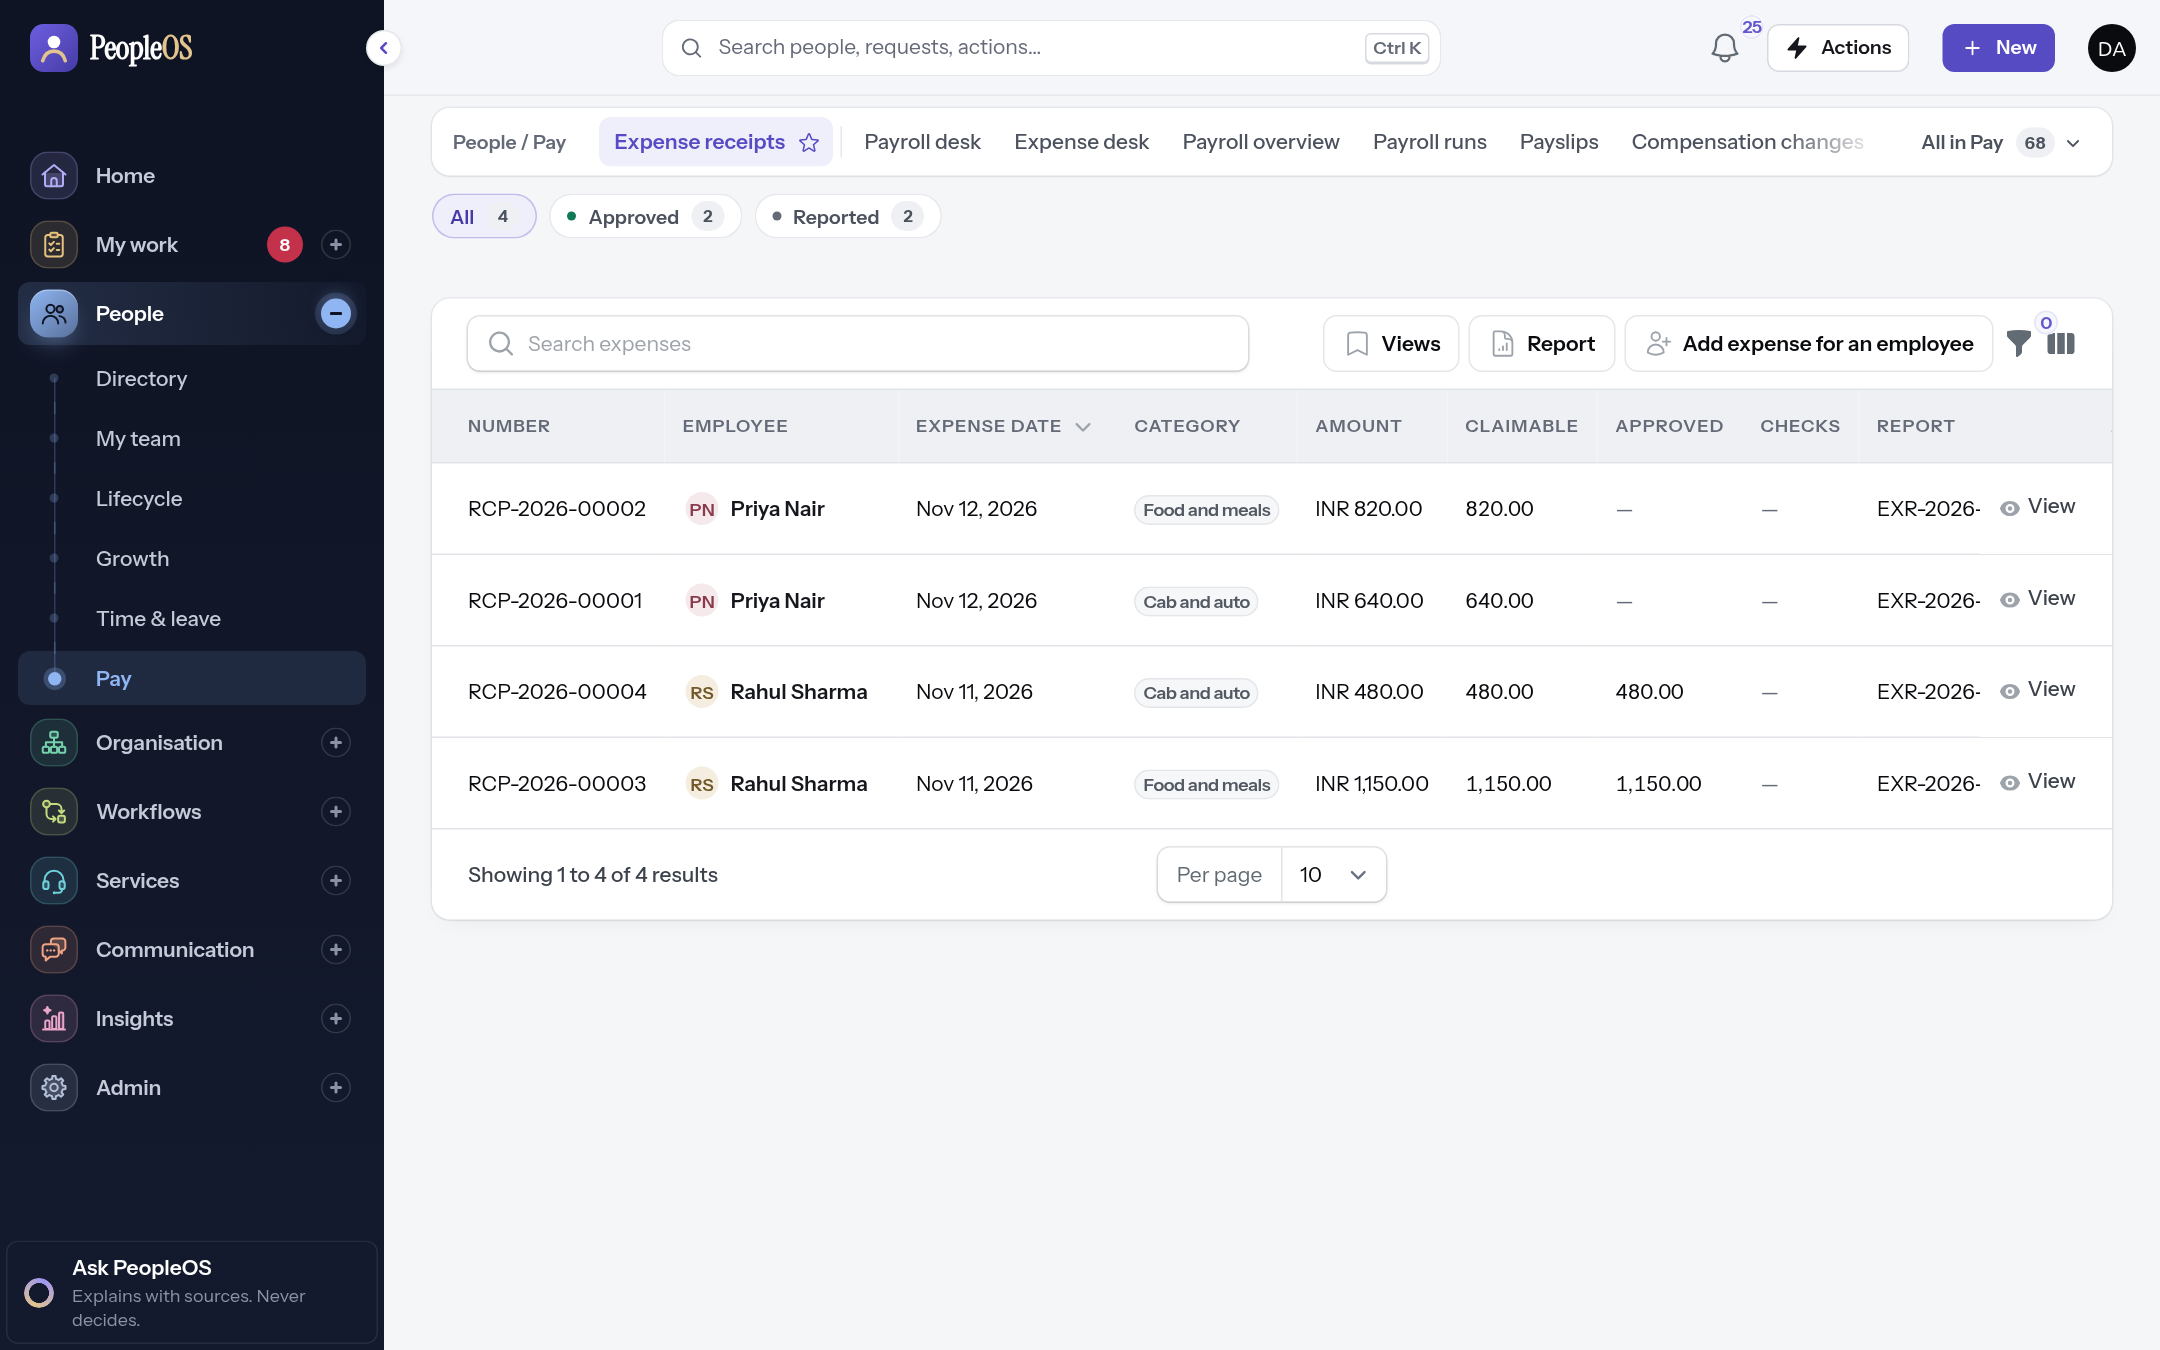 PeopleOS
Search people, requests, actions...
Ctrl K
25
Actions
New
DA
Home
My work
8
People
Directory
My team
Lifecycle
Growth
Time & leave
Pay
Organisation
Workflows
Services
Communication
Insights
Admin
Ask PeopleOS
Explains with sources. Never
decides.
People / Pay
Expense receipts
Payroll desk
Expense desk
Payroll overview
Payroll runs
Payslips
Compensation changes
All in Pay 68
All 4
Approved 2
Reported 2
Search expenses
Views
Report
Add expense for an employee
0
NUMBER EMPLOYEE EXPENSE DATE CATEGORY AMOUNT CLAIMABLE APPROVED CHECKS REPORT
RCP-2026-00002 PN Priya Nair Nov 12, 2026 Food and meals INR 820.00 820.00 — — EXR-2026- View
RCP-2026-00001 PN Priya Nair Nov 12, 2026 Cab and auto INR 640.00 640.00 — — EXR-2026- View
RCP-2026-00004 RS Rahul Sharma Nov 11, 2026 Cab and auto INR 480.00 480.00 480.00 — EXR-2026- View
RCP-2026-00003 RS Rahul Sharma Nov 11, 2026 Food and meals INR 1,150.00 1,150.00 1,150.00 — EXR-2026- View
Showing 1 to 4 of 4 results
Per page 10